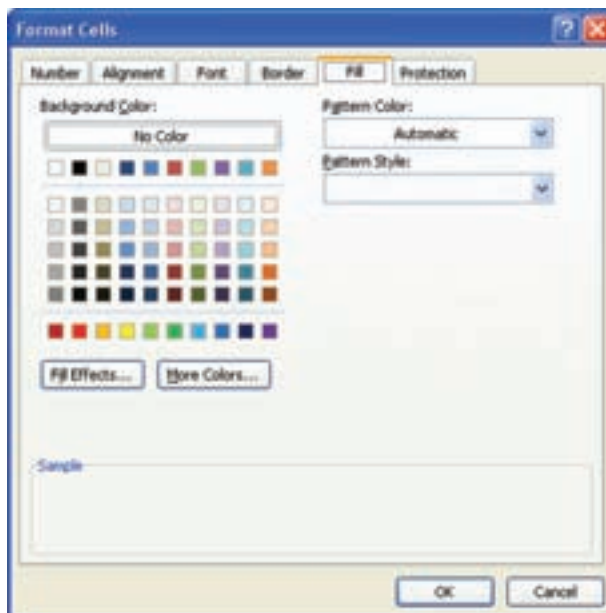 Format Cells
Number Alignment Font Border Fill Protection
Background Color: Pattern Color:
No Color Automatic
Pattern Style:
Fill Effects... More Colors...
Sample
OK Cancel